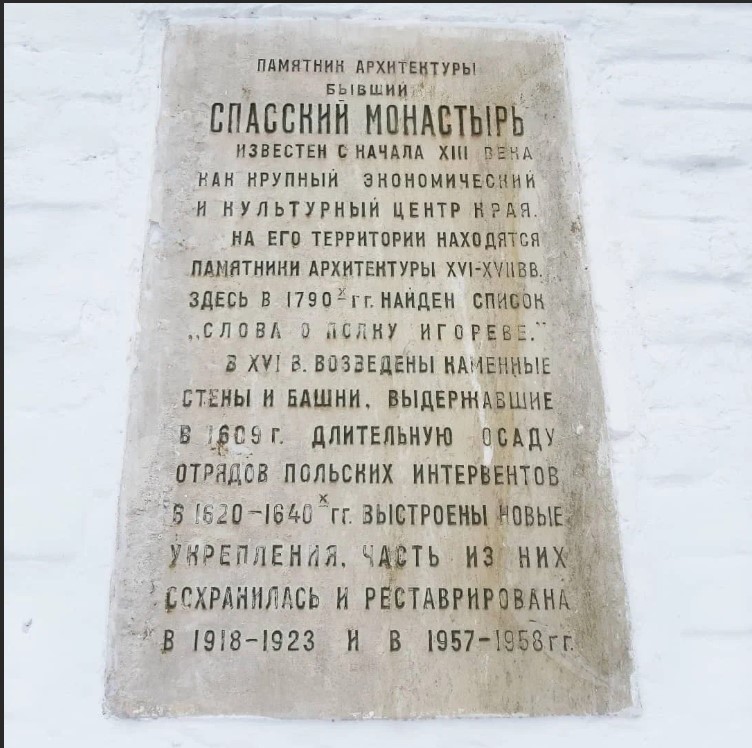 ПАМЯТНИК АРХИТЕКТУРЫ
БЫВШИЙ
СПАССКИЙ МОНАСТЫРЬ
ИЗВЕСТЕН С НАЧАЛА XIII ВЕКА
КАК КРУПНЫЙ ЭКОНОМИЧЕСКИЙ
И КУЛЬТУРНЫЙ ЦЕНТР КРАЯ.
НА ЕГО ТЕРРИТОРИИ НАХОДЯТСЯ
ПАМЯТНИКИ АРХИТЕКТУРЫ XVI-XVIIВВ.
ЗДЕСЬ В 1790х гг. НАЙДЕН СПИСОК
„СЛОВА О ПОЛКУ ИГОРЕВЕ.”
В XVI В. ВОЗВЕДЕНЫ КАМЕННЫЕ
СТЕНЫ И БАШНИ, ВЫДЕРЖАВШИЕ
В 1609 г. ДЛИТЕЛЬНУЮ ОСАДУ
ОТРЯДОВ ПОЛЬСКИХ ИНТЕРВЕНТОВ
В 1620-1640х гг. ВЫСТРОЕНЫ НОВЫЕ
УКРЕПЛЕНИЯ. ЧАСТЬ ИЗ НИХ
СОХРАНИЛАСЬ И РЕСТАВРИРОВАНА
В 1918-1923 И В 1957-1958гг.